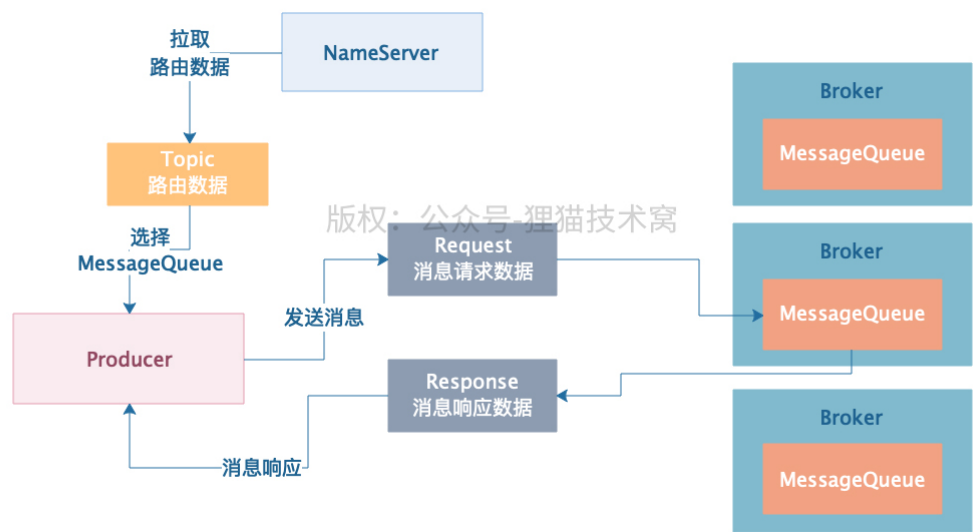 拉取
路由数据
NameServer
Topic
路由数据
选择
MessageQueue
Producer
发送消息
Request
消息请求数据
Response
消息响应数据
消息响应
Broker
MessageQueue
Broker
MessageQueue
Broker
MessageQueue
版权：公众号-狸猫技术窝